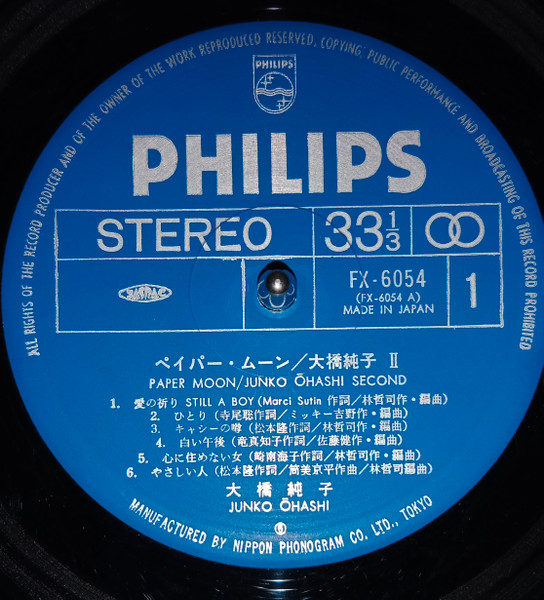 ALL RIGHTS OF THE RECORD PRODUCER AND OF THE OWNER OF THE WORK REPRODUCED RESERVED, COPYING, PUBLIC PERFORMANCE AND BROADCASTING OF THIS RECORD PROHIBITED
PHILIPS
PHILIPS
STEREO 33 1/3
JASRAC FX-6054 1
(FX-6054 A)
MADE IN JAPAN
ペイパー・ムーン/大橋純子 II
PAPER MOON/JUNKO ŌHASHI SECOND
1. 愛の祈り STILL A BOY (Marci Sutin 作詞/林哲司作・編曲)
2. ひとり (寺尾聡作詞/ミッキー吉野作・編曲)
3. キャシーの噂 (松本隆作詞/林哲司作・編曲)
4. 白い午後 (竜真知子作詞/佐藤健作・編曲)
5. 心に住めない女 (崎南海子作詞/林哲司作・編曲)
6. やさしい人 (松本隆作詞/筒美京平作曲/林哲司編曲)
大橋純子
JUNKO ŌHASHI
Ⓟ
MANUFACTURED BY NIPPON PHONOGRAM CO. LTD., TOKYO